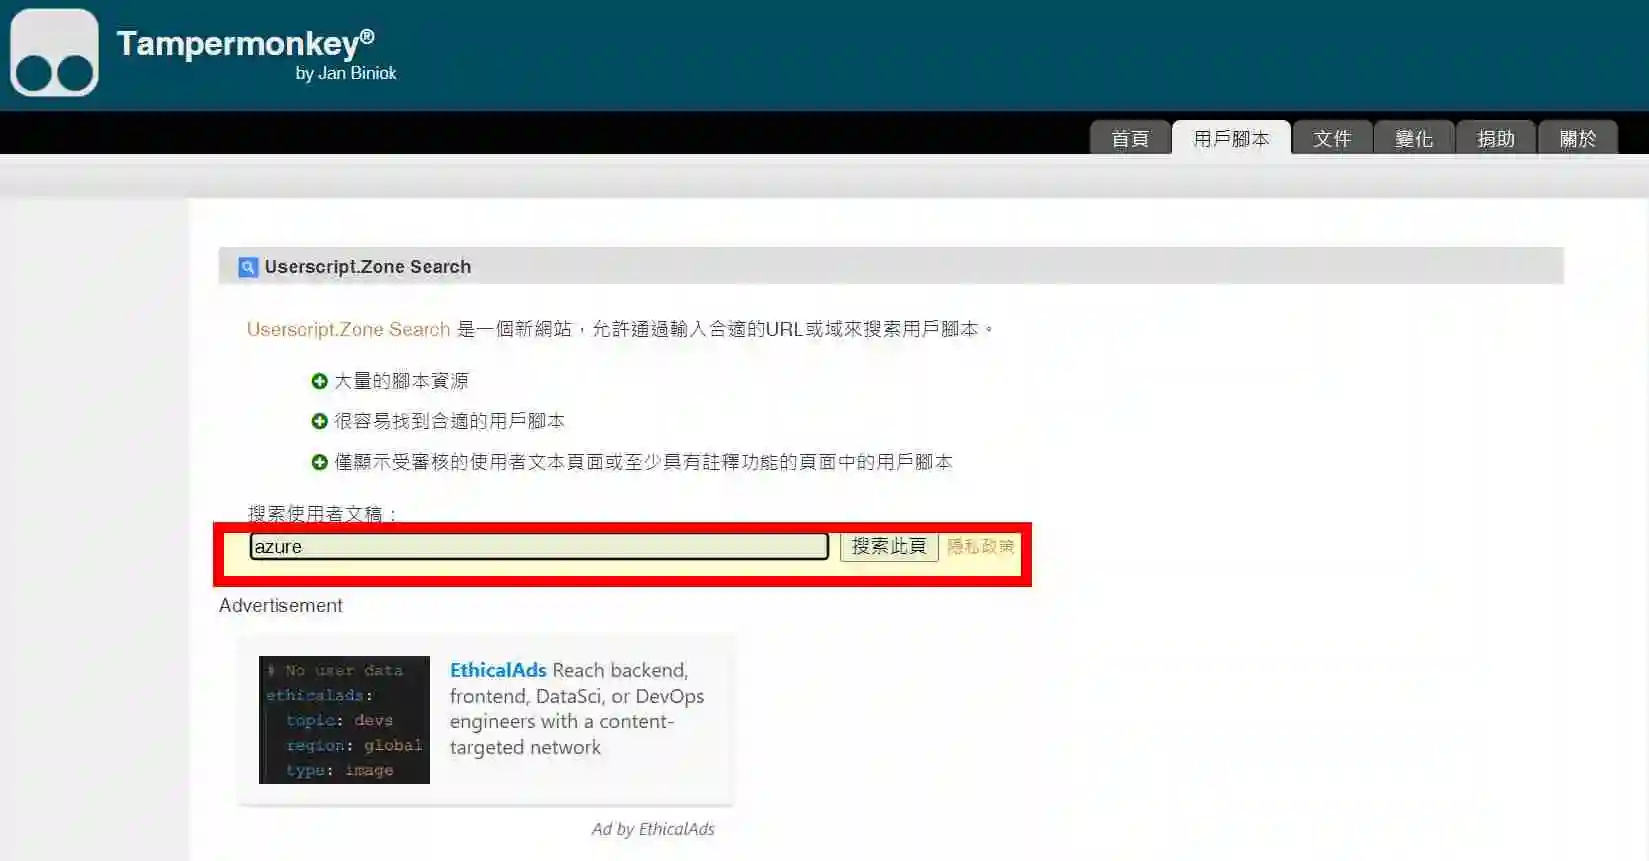 Tampermonkey®
by Jan Biniok
首頁 用戶腳本 文件 變化 捐助 關於
Userscript.Zone Search
Userscript.Zone Search 是一個新網站，允許通過輸入合適的URL或域來搜索用戶腳本。
大量的腳本資源
很容易找到合適的用戶腳本
僅顯示受審核的使用者文本頁面或至少具有註釋功能的頁面中的用戶腳本
搜索使用者文稿：
azure 搜索此頁 隱私政策
Advertisement
# No user data
ethicalads:
topic: devs
region: global
type: image
EthicalAds Reach backend,
frontend, DataSci, or DevOps
engineers with a content-
targeted network
Ad by EthicalAds